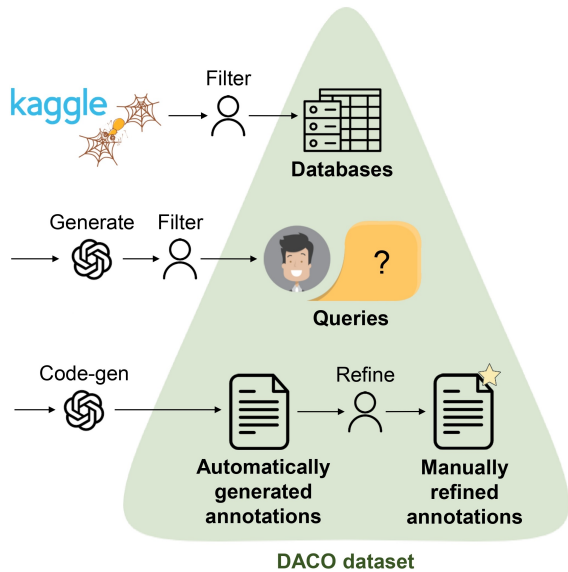 Filter
kaggle
Databases
Generate
Filter
?
Queries
Code-gen
Refine
Automatically
generated
annotations
Manually
refined
annotations
DACO dataset